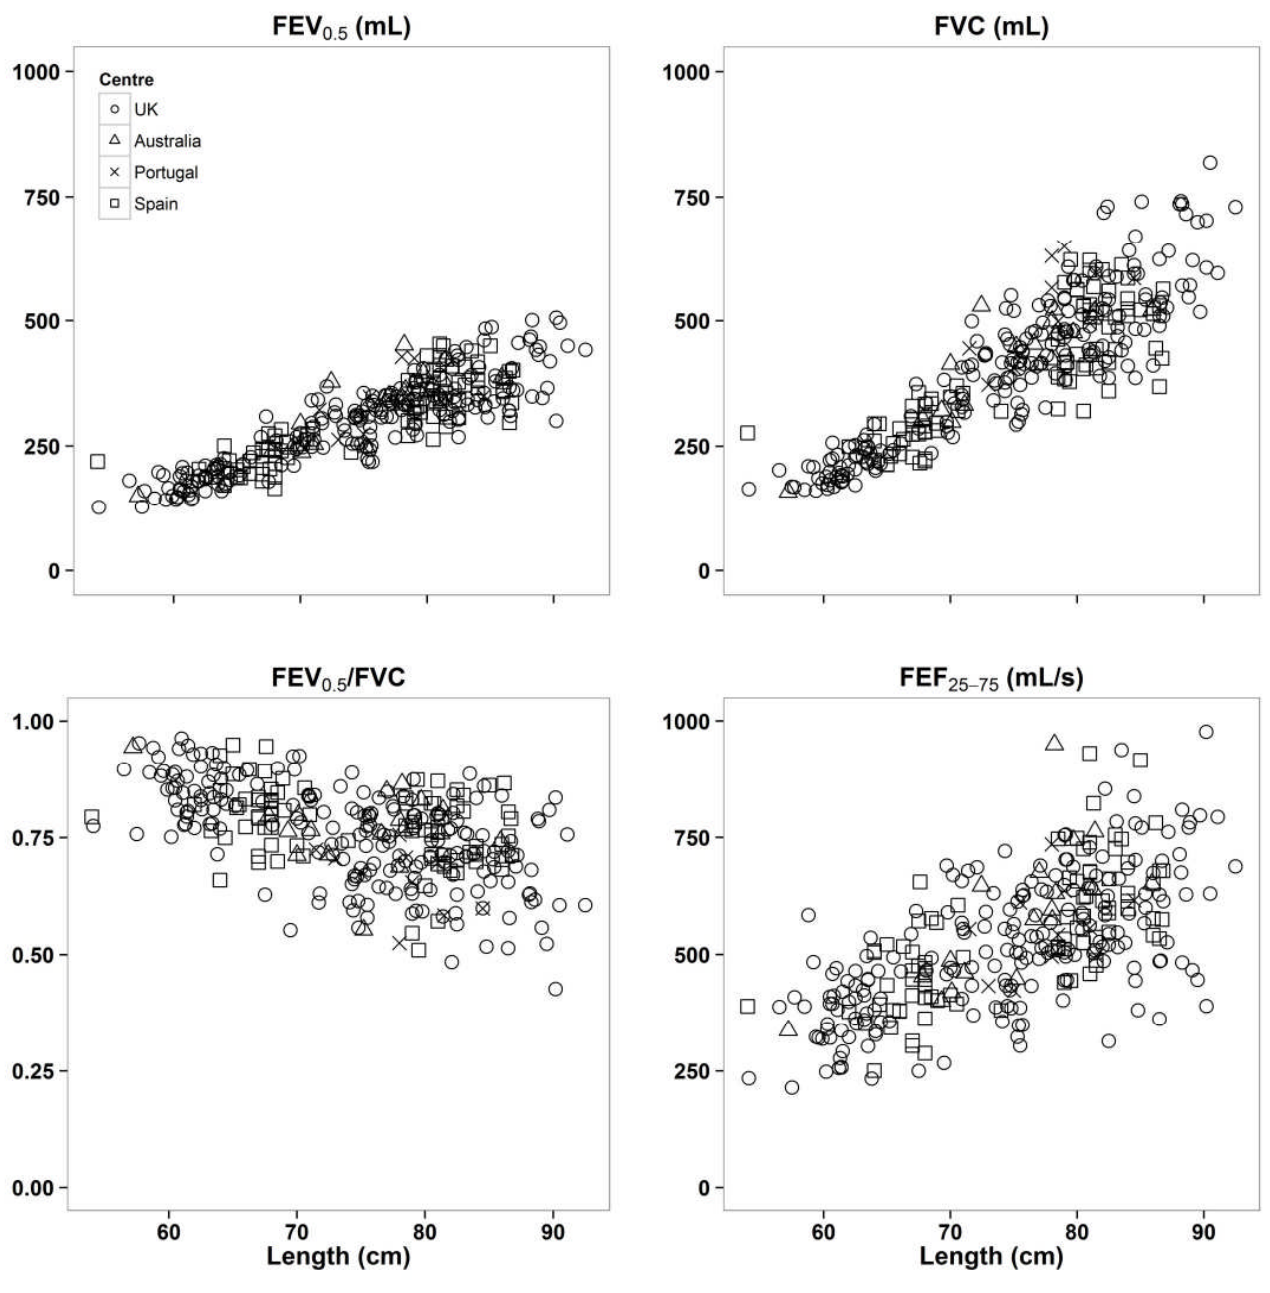 FEV0.5 (mL)
1000
750
500
250
0
Centre
UK
Australia
Portugal
Spain
FVC (mL)
1000
750
500
250
0
FEV0.5/FVC
1.00
0.75
0.50
0.25
0.00
60 70 80 90
Length (cm)
FEF25–75 (mL/s)
1000
750
500
250
0
60 70 80 90
Length (cm)